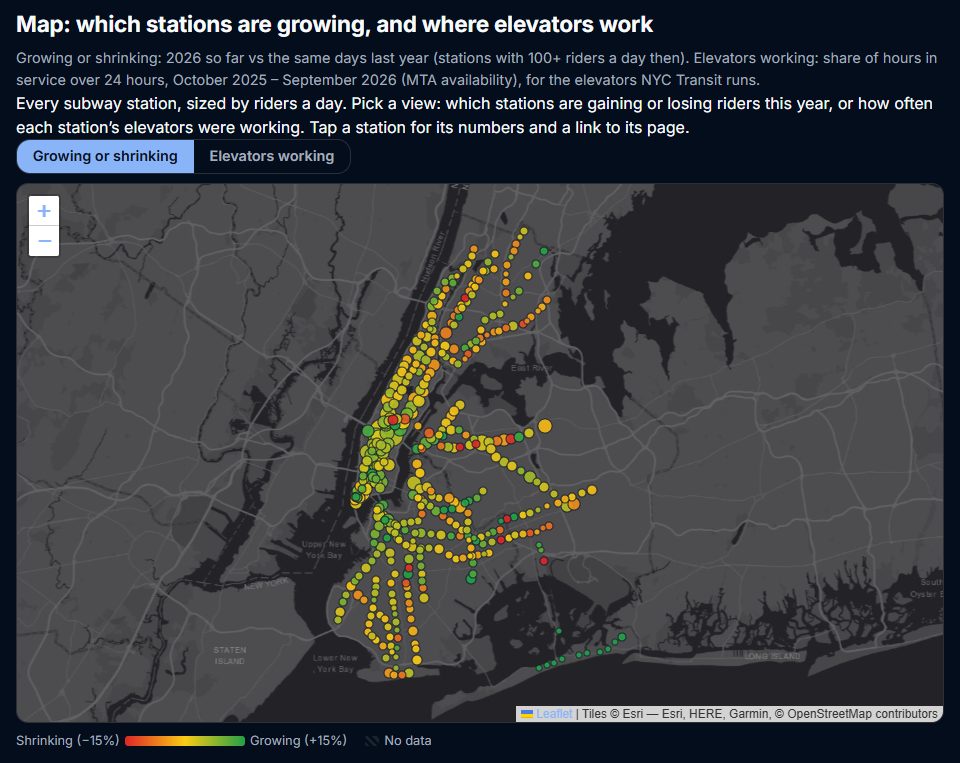 Map: which stations are growing, and where elevators work
Growing or shrinking: 2026 so far vs the same days last year (stations with 100+ riders a day then). Elevators working: share of hours in
service over 24 hours, October 2025 – September 2026 (MTA availability), for the elevators NYC Transit runs.
Every subway station, sized by riders a day. Pick a view: which stations are gaining or losing riders this year, or how often
each station’s elevators were working. Tap a station for its numbers and a link to its page.
Growing or shrinking
Elevators working
+
−
Hudson River
East River
Upper New
York Bay
NEW YORK
STATEN
ISLAND
Lower New
York Bay
South
Oyster
LONG ISLAND
Leaflet | Tiles © Esri — Esri, HERE, Garmin, © OpenStreetMap contributors
Shrinking (−15%)
Growing (+15%)
No data